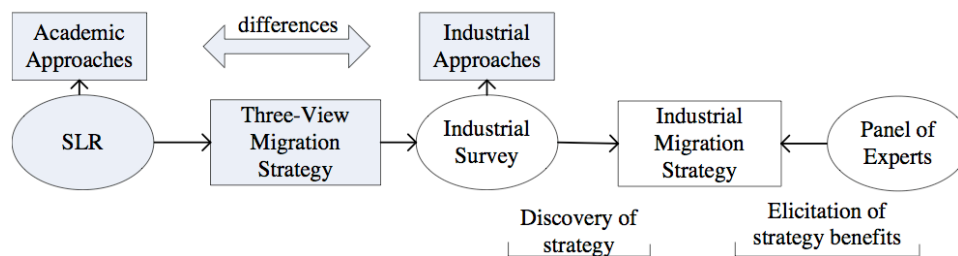 Academic
Approaches
differences
Industrial
Approaches
SLR
Three-View
Migration
Strategy
Industrial
Survey
Industrial
Migration
Strategy
Panel of
Experts
Discovery of
strategy
Elicitation of
strategy benefits